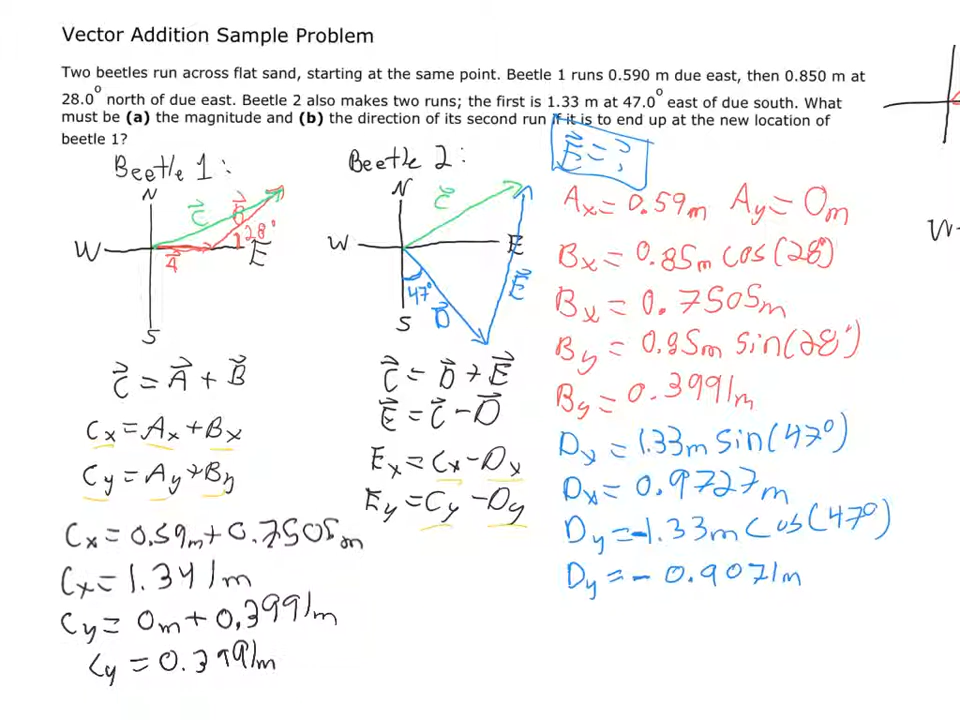 Vector Addition Sample Problem
Two beetles run across flat sand, starting at the same point. Beetle 1 runs 0.590 m due east, then 0.850 m at
28.0° north of due east. Beetle 2 also makes two runs; the first is 1.33 m at 47.0° east of due south. What
must be (a) the magnitude and (b) the direction of its second run if it is to end up at the new location of
beetle 1?
Beetle 1:
N
W
E
S
A⃗
B⃗
C⃗
28°
C⃗ = A⃗ + B⃗
Cx = Ax + Bx
Cy = Ay + By
Cx = 0.59m + 0.7505m
Cx = 1.341m
Cy = 0m + 0.3991m
Cy = 0.3991m
Beetle 2:
N
W
E
S
C⃗
47°
D⃗
E⃗
C⃗ = D⃗ + E⃗
E⃗ = C⃗ - D⃗
Ex = Cx - Dx
Ey = Cy - Dy
E⃗ = ?
Ax = 0.59m Ay = 0m
Bx = 0.85m cos(28°)
Bx = 0.7505m
By = 0.85m sin(28°)
By = 0.3991m
Dx = 1.33m sin(47°)
Dx = 0.9727m
Dy = -1.33m cos(47°)
Dy = - 0.9071m
W